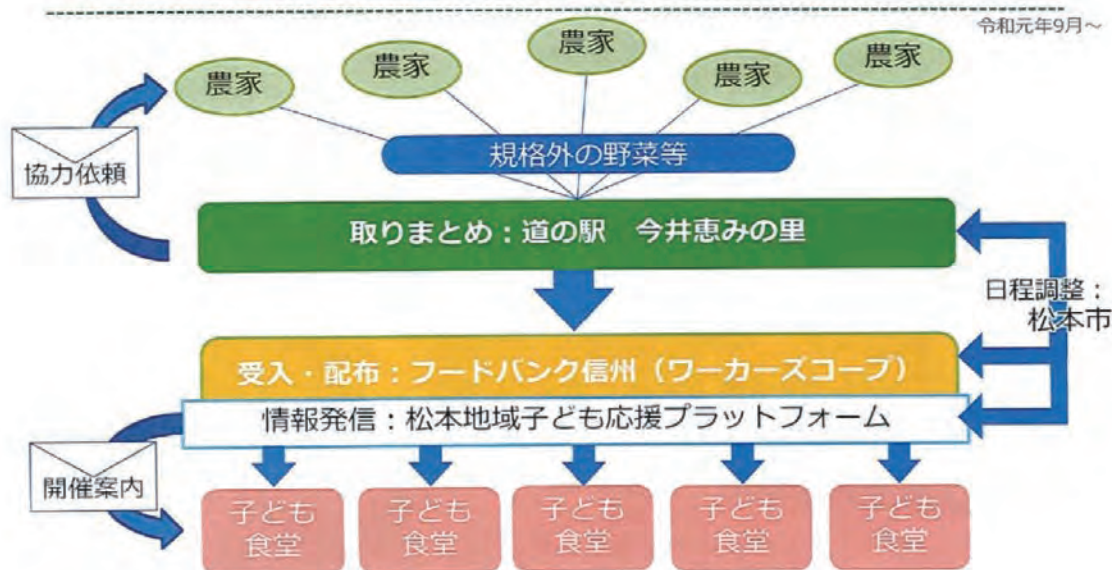 令和元年9月～
農家
農家
農家
農家
農家
規格外の野菜等
協力依頼
取りまとめ：道の駅　今井恵みの里
日程調整：
松本市
受入・配布：フードバンク信州（ワーカーズコープ）
情報発信：松本地域子ども応援プラットフォーム
開催案内
子ども
食堂
子ども
食堂
子ども
食堂
子ども
食堂
子ども
食堂